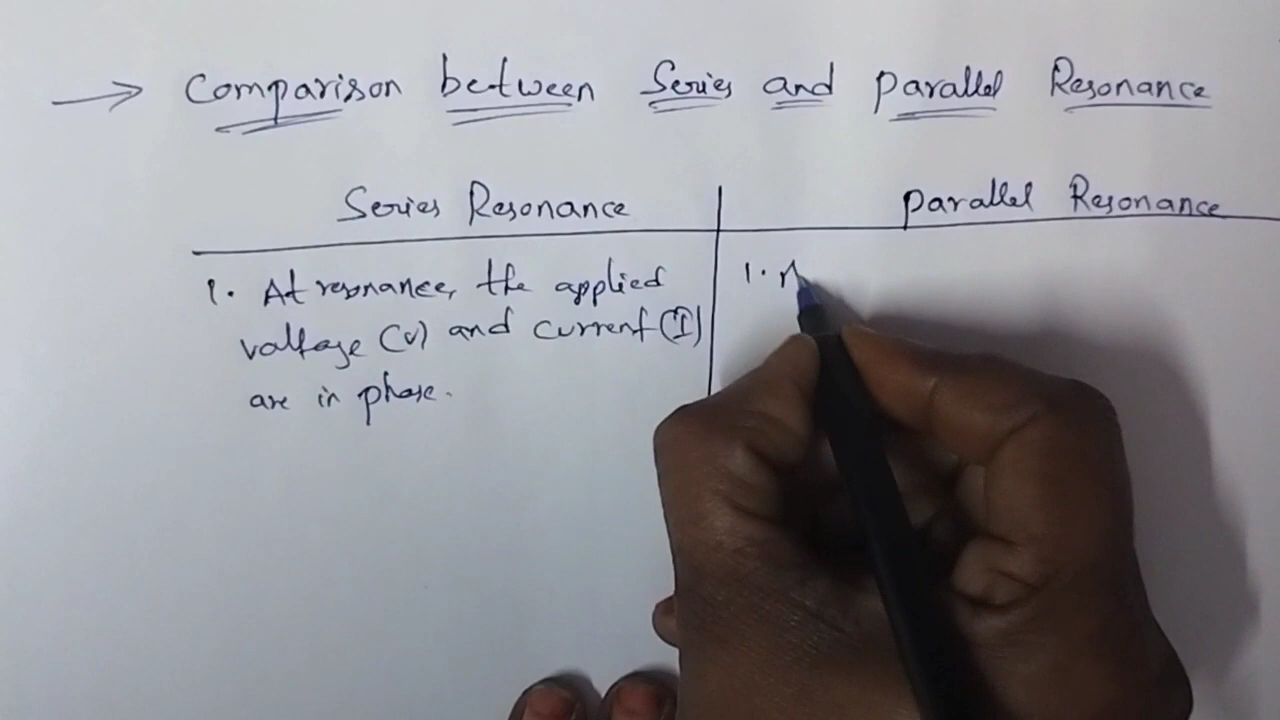 → Comparison between Series and parallel Resonance
Series Resonance
parallel Resonance
1. At resonance, the applied
voltage (V) and current (I)
are in phase.
1. A